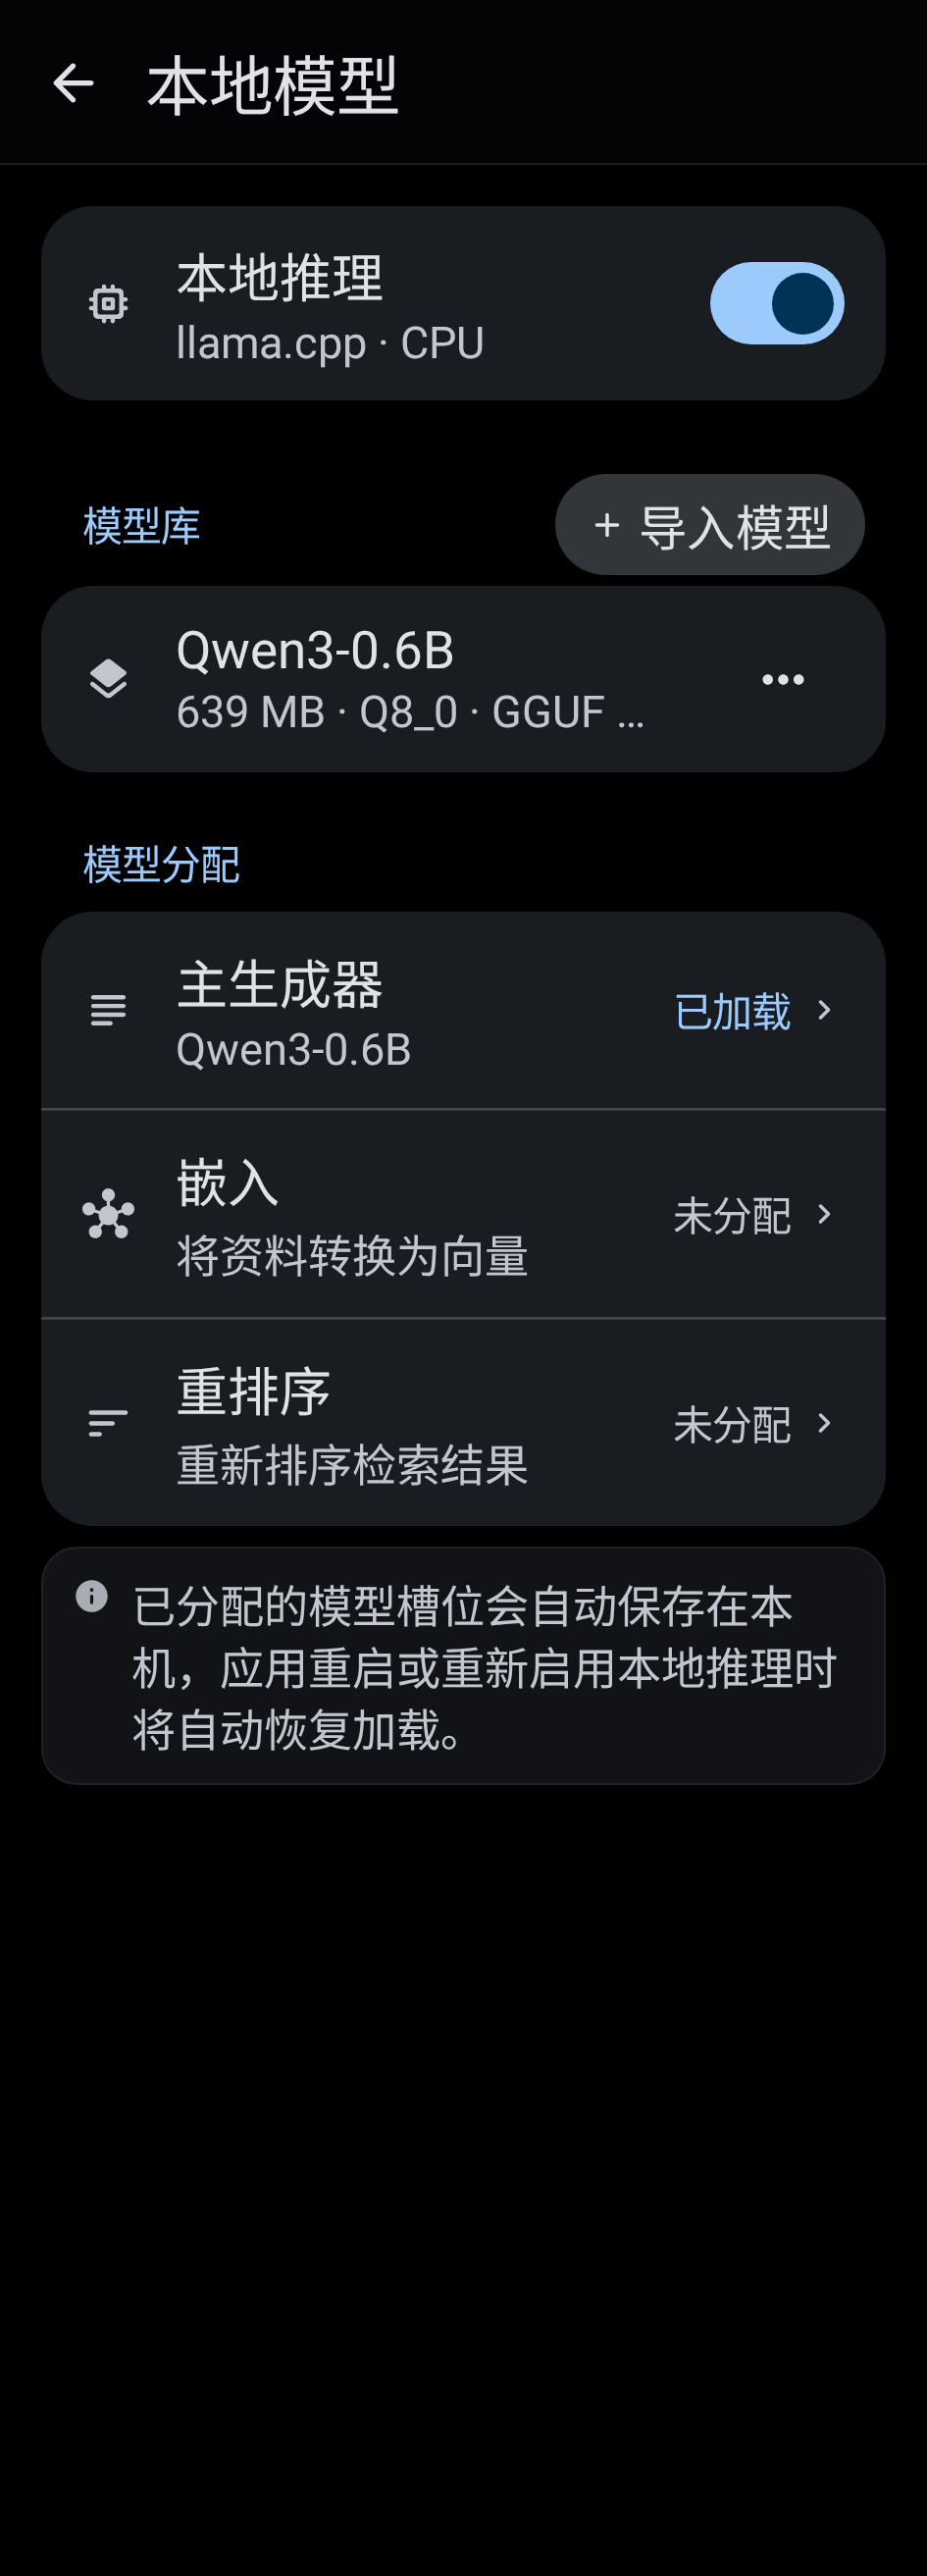 本地模型
本地推理
llama.cpp · CPU
模型库
+ 导入模型
Qwen3-0.6B
639 MB · Q8_0 · GGUF ...
模型分配
主生成器
Qwen3-0.6B
已加载
嵌入
将资料转换为向量
未分配
重排序
重新排序检索结果
未分配
已分配的模型槽位会自动保存在本
机，应用重启或重新启用本地推理时
将自动恢复加载。